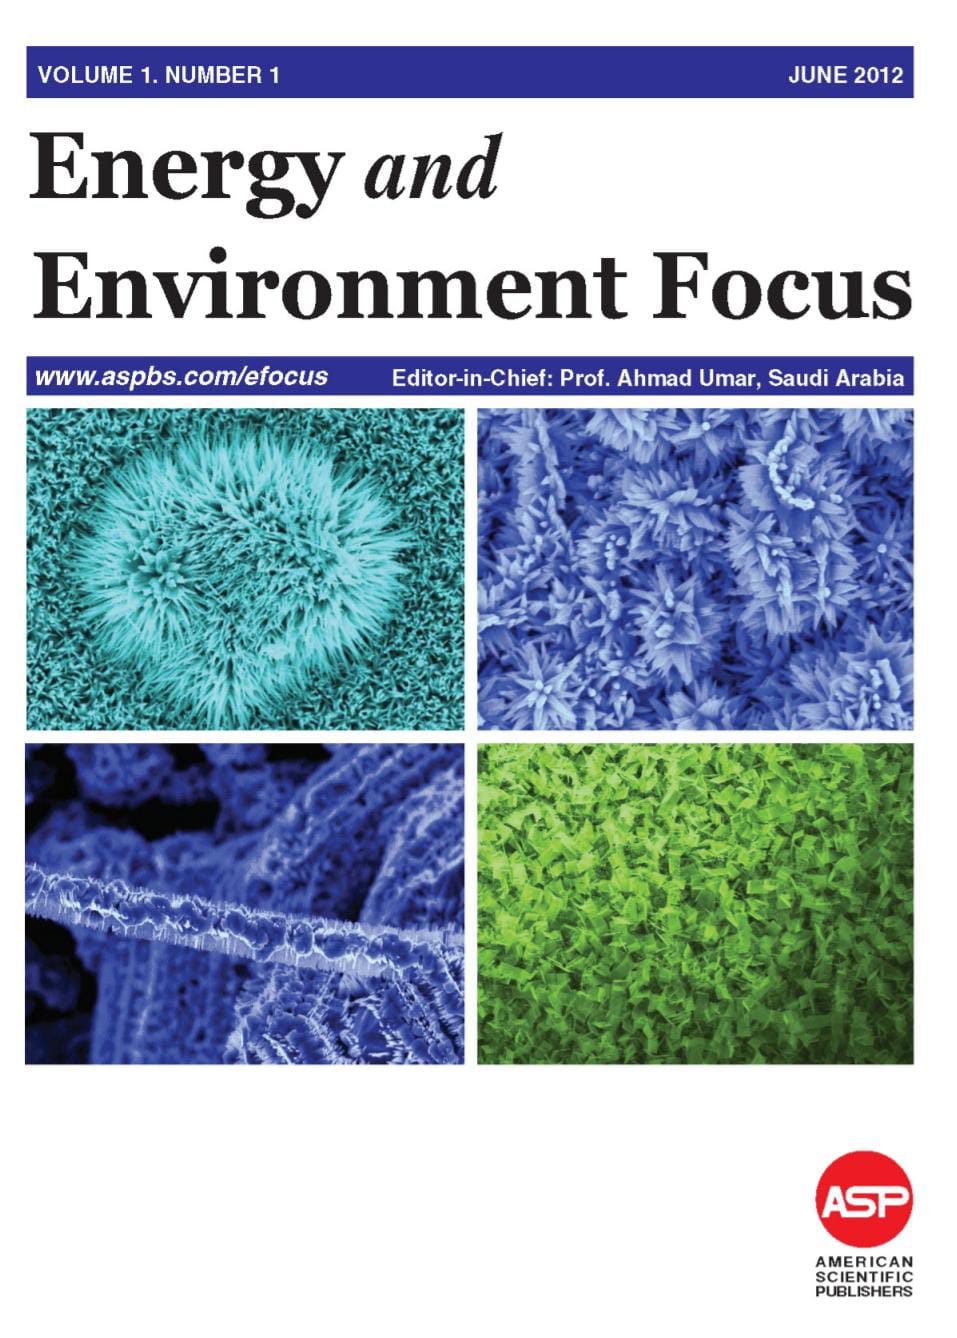 VOLUME 1. NUMBER 1 JUNE 2012
Energy and
Environment Focus
www.aspbs.com/efocus Editor-in-Chief: Prof. Ahmad Umar, Saudi Arabia
ASP
AMERICAN
SCIENTIFIC
PUBLISHERS